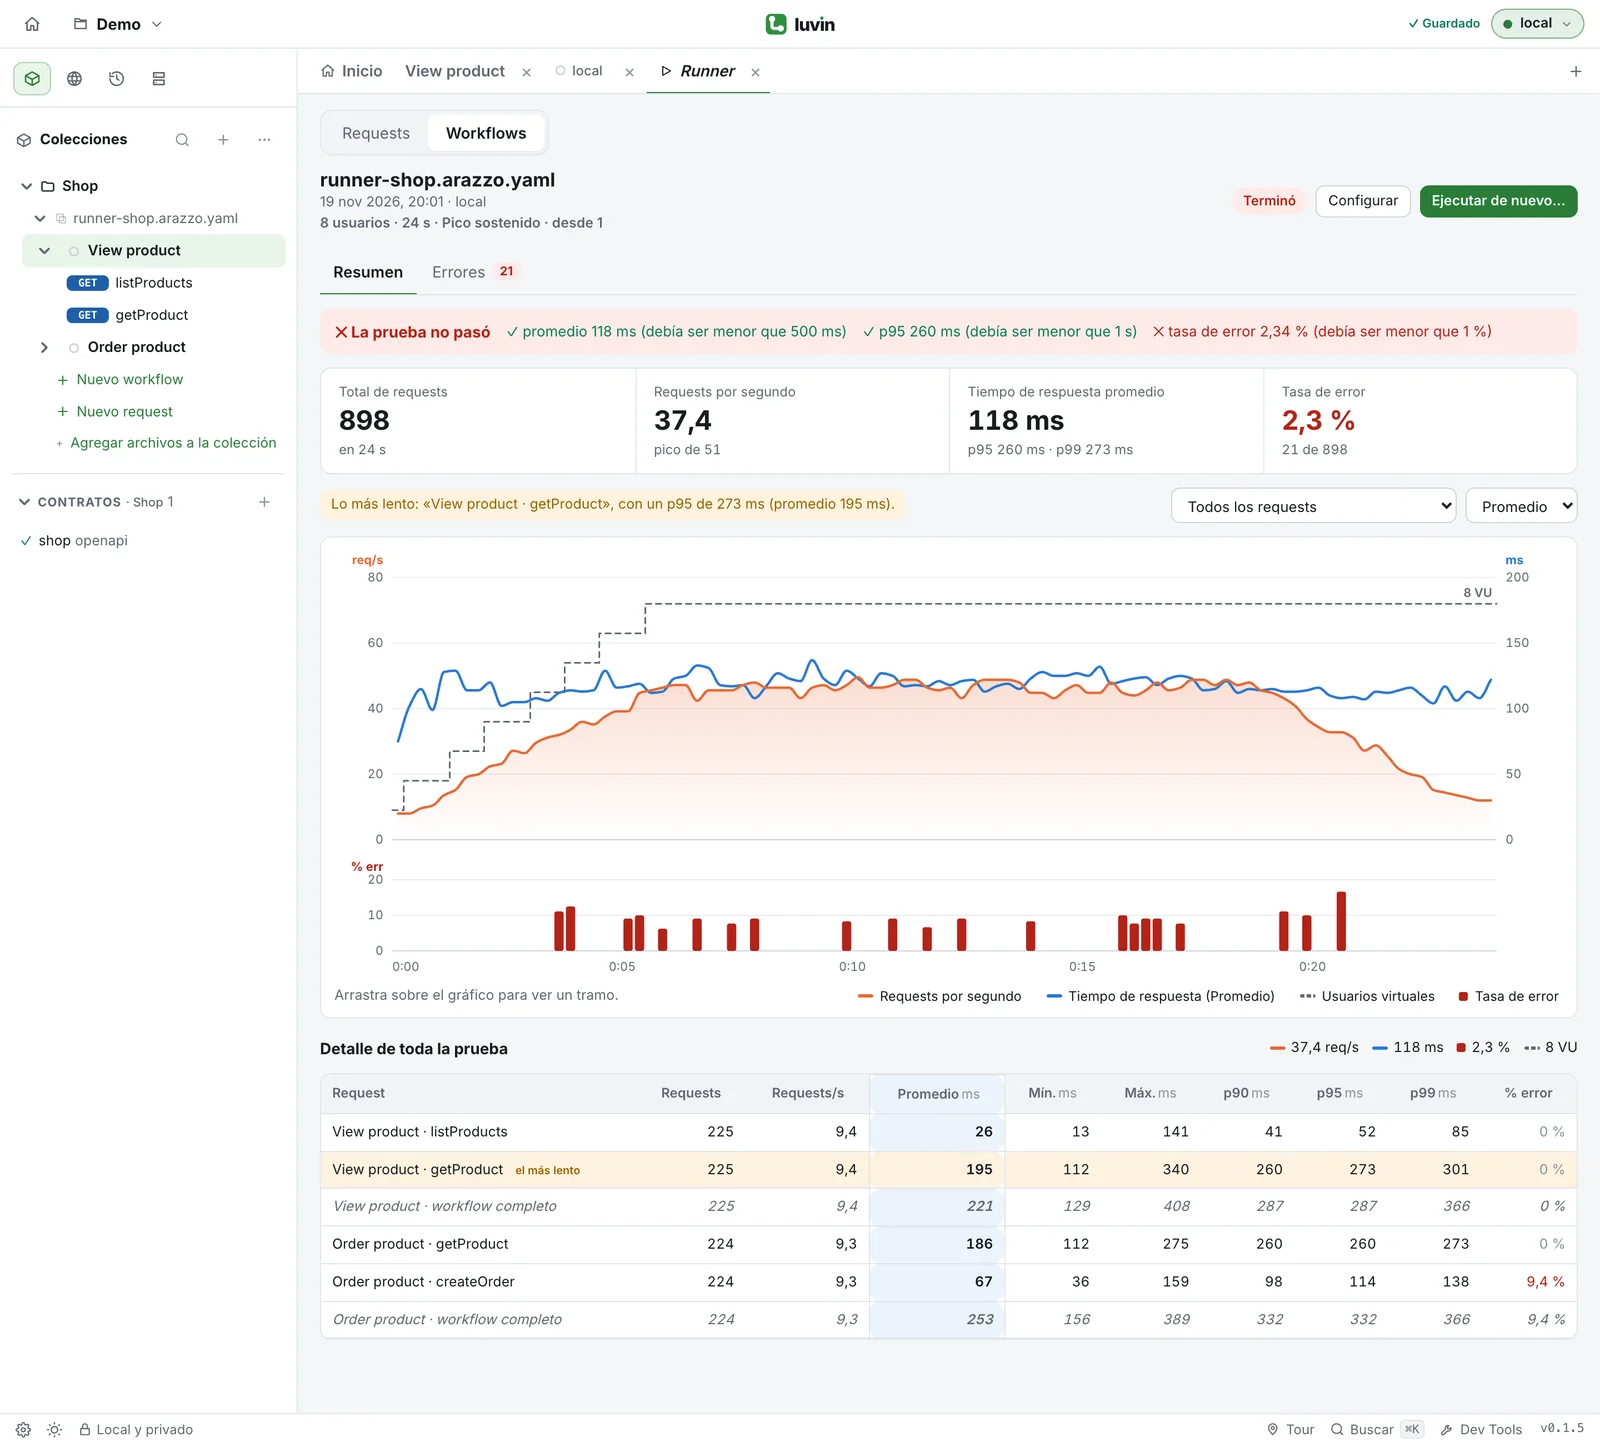 Demo
luvin
Guardado
local
Inicio
View product
local
Runner
Colecciones
Shop
runner-shop.arazzo.yaml
View product
GET listProducts
GET getProduct
Order product
+ Nuevo workflow
+ Nuevo request
+ Agregar archivos a la colección
CONTRATOS · Shop 1
shop openapi
Requests
Workflows
runner-shop.arazzo.yaml
19 nov 2026, 20:01 · local
8 usuarios · 24 s · Pico sostenido · desde 1
Terminó
Configurar
Ejecutar de nuevo...
Resumen
Errores 21
La prueba no pasó
promedio 118 ms (debía ser menor que 500 ms)
p95 260 ms (debía ser menor que 1 s)
tasa de error 2,34 % (debía ser menor que 1 %)
Total de requests
898
en 24 s
Requests por segundo
37,4
pico de 51
Tiempo de respuesta promedio
118 ms
p95 260 ms · p99 273 ms
Tasa de error
2,3 %
21 de 898
Lo más lento: «View product · getProduct», con un p95 de 273 ms (promedio 195 ms).
Todos los requests
Promedio
req/s
80
60
40
20
0
ms
200
150
100
50
0
8 VU
% err
20
10
0
0:00
0:05
0:10
0:15
0:20
Arrastra sobre el gráfico para ver un tramo.
Requests por segundo
Tiempo de respuesta (Promedio)
Usuarios virtuales
Tasa de error
Detalle de toda la prueba
37,4 req/s
118 ms
2,3 %
8 VU
Request Requests Requests/s Promedio ms Mín. ms Máx. ms p90 ms p95 ms p99 ms % error
View product · listProducts 225 9,4 26 13 141 41 52 85 0 %
View product · getProduct el más lento 225 9,4 195 112 340 260 273 301 0 %
View product · workflow completo 225 9,4 221 129 408 287 287 366 0 %
Order product · getProduct 224 9,3 186 112 275 260 260 273 0 %
Order product · createOrder 224 9,3 67 36 159 98 114 138 9,4 %
Order product · workflow completo 224 9,3 253 156 389 332 332 366 9,4 %
Local y privado
Tour
Buscar ⌘K
Dev Tools
v0.1.5